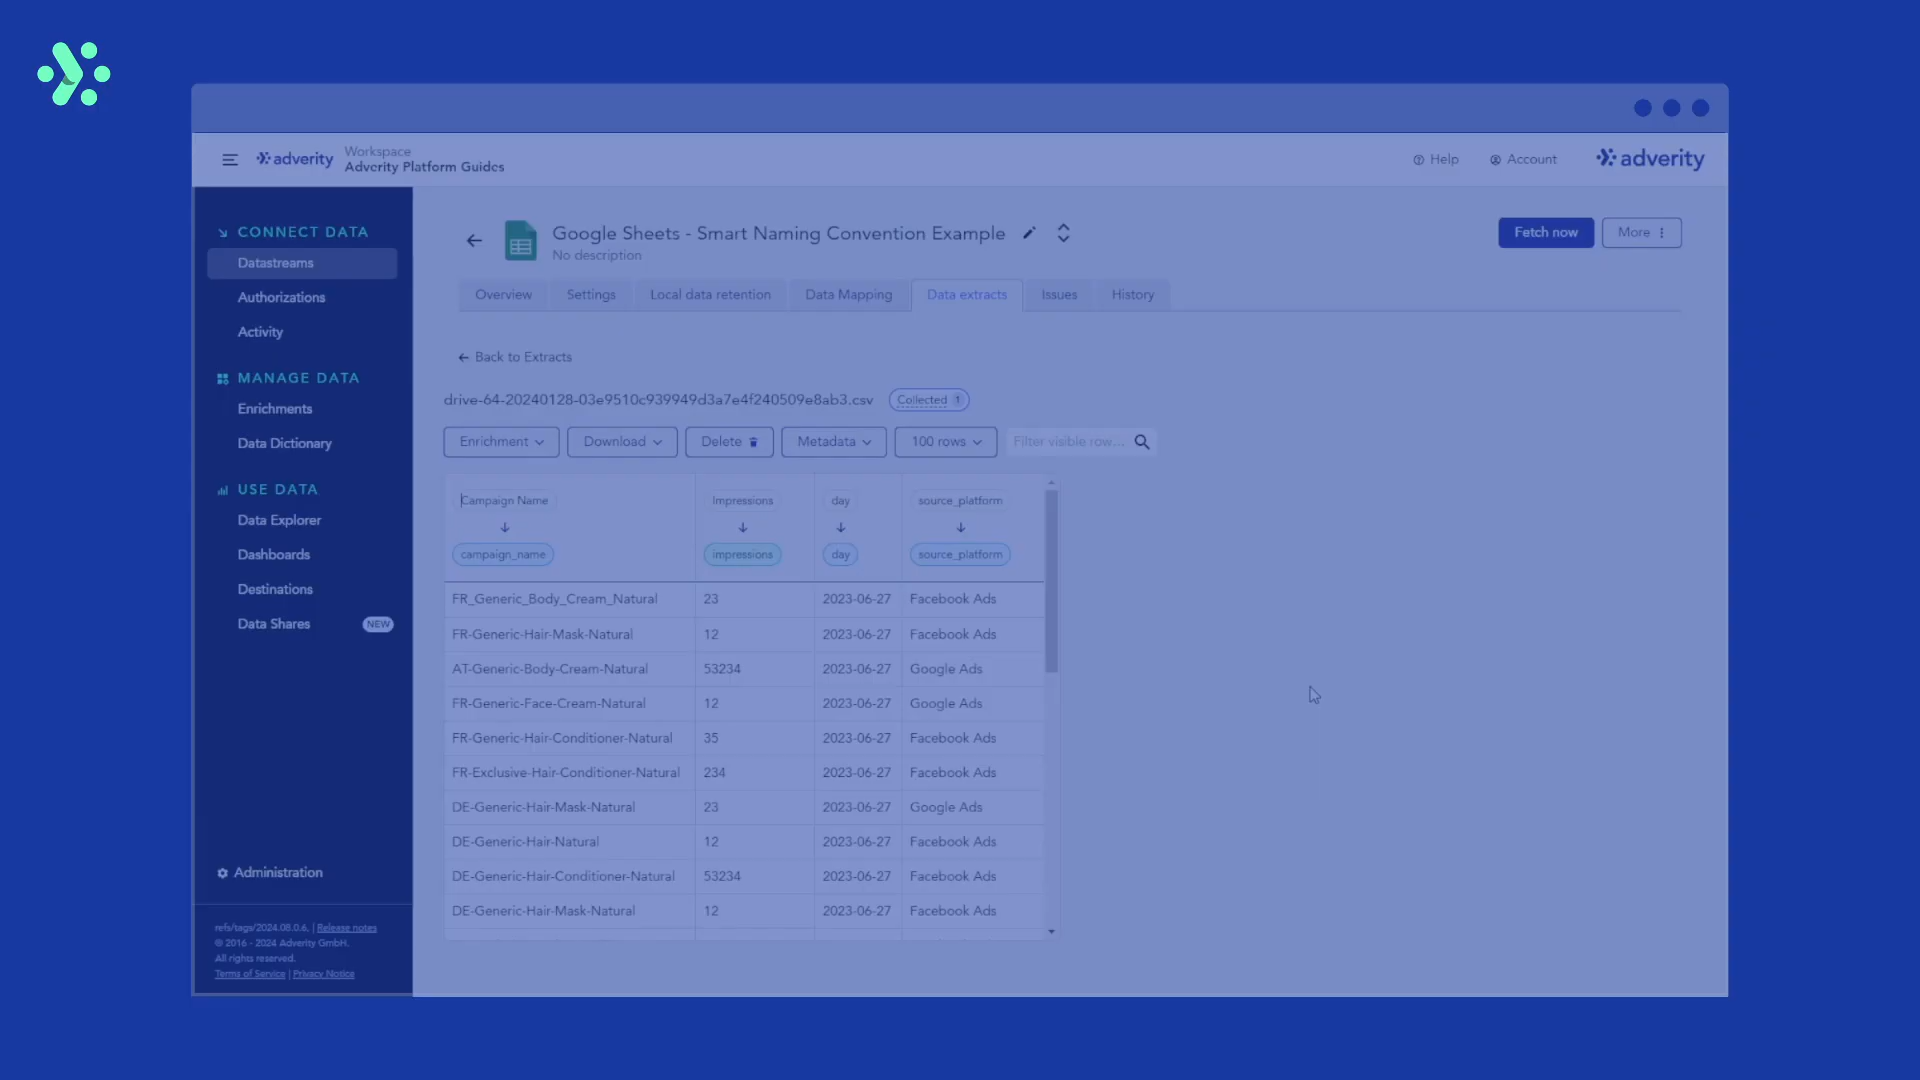 adverity
Workspace
Adverity Platform Guides
Help
Account
adverity
CONNECT DATA
Datastreams
Authorizations
Activity
MANAGE DATA
Enrichments
Data Dictionary
USE DATA
Data Explorer
Dashboards
Destinations
Data Shares NEW
Administration
refs/tags/2024.08.0.6, | Release notes
© 2016 - 2024 Adverity GmbH.
All rights reserved.
Terms of Service | Privacy Notice
Google Sheets - Smart Naming Convention Example
No description
Fetch now
More
Overview Settings Local data retention Data Mapping Data extracts Issues History
Back to Extracts
drive-64-20240128-03e9510c939949d3a7e4f240509e8ab3.csv Collected 1
Enrichment Download Delete Metadata 100 rows Filter visible row...
Campaign Name Impressions day source_platform
campaign_name impressions day source_platform
FR_Generic_Body_Cream_Natural 23 2023-06-27 Facebook Ads
FR-Generic-Hair-Mask-Natural 12 2023-06-27 Facebook Ads
AT-Generic-Body-Cream-Natural 53234 2023-06-27 Google Ads
FR-Generic-Face-Cream-Natural 12 2023-06-27 Google Ads
FR-Generic-Hair-Conditioner-Natural 35 2023-06-27 Facebook Ads
FR-Exclusive-Hair-Conditioner-Natural 234 2023-06-27 Facebook Ads
DE-Generic-Hair-Mask-Natural 23 2023-06-27 Google Ads
DE-Generic-Hair-Natural 12 2023-06-27 Facebook Ads
DE-Generic-Hair-Conditioner-Natural 53234 2023-06-27 Facebook Ads
DE-Generic-Hair-Mask-Natural 12 2023-06-27 Facebook Ads